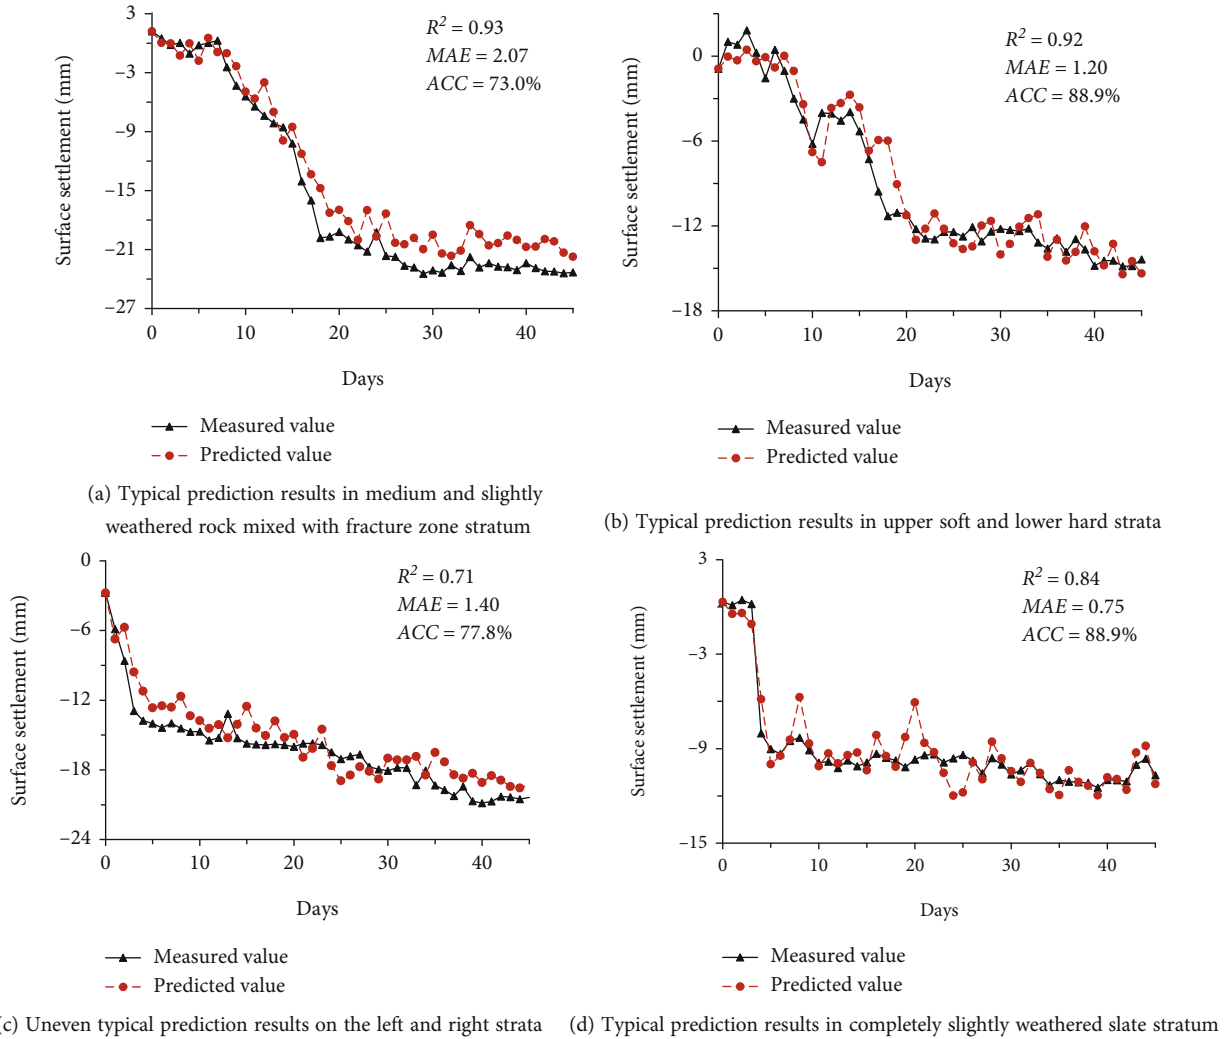 3
−3
−9
−15
−21
−27
0
10
20
30
40
Surface settlement (mm)
Days
R² = 0.93
MAE = 2.07
ACC = 73.0%
Measured value
Predicted value
(a) Typical prediction results in medium and slightly
weathered rock mixed with fracture zone stratum
0
−6
−12
−18
0
10
20
30
40
Surface settlement (mm)
Days
R² = 0.92
MAE = 1.20
ACC = 88.9%
Measured value
Predicted value
(b) Typical prediction results in upper soft and lower hard strata
0
−6
−12
−18
−24
0
10
20
30
40
Surface settlement (mm)
Days
R² = 0.71
MAE = 1.40
ACC = 77.8%
Measured value
Predicted value
(c) Uneven typical prediction results on the left and right strata
3
−3
−9
−15
0
10
20
30
40
Surface settlement (mm)
Days
R² = 0.84
MAE = 0.75
ACC = 88.9%
Measured value
Predicted value
(d) Typical prediction results in completely slightly weathered slate stratum